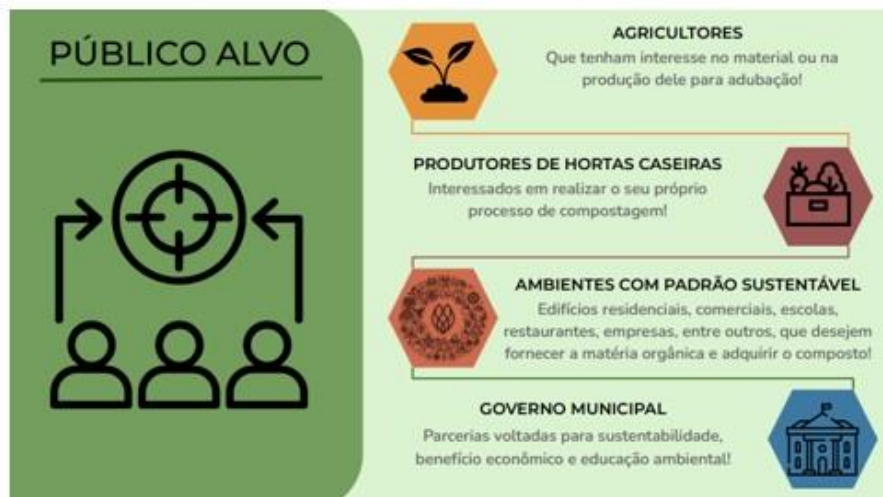 PÚBLICO ALVO
AGRICULTORES
Que tenham interesse no material ou na
produção dele para adubação!
PRODUTORES DE HORTAS CASEIRAS
Interessados em realizar o seu próprio
processo de compostagem!
AMBIENTES COM PADRÃO SUSTENTÁVEL
Edifícios residenciais, comerciais, escolas,
restaurantes, empresas, entre outros, que desejem
fornecer a matéria orgânica e adquirir o composto!
GOVERNO MUNICIPAL
Parcerias voltadas para sustentabilidade,
benefício econômico e educação ambiental!